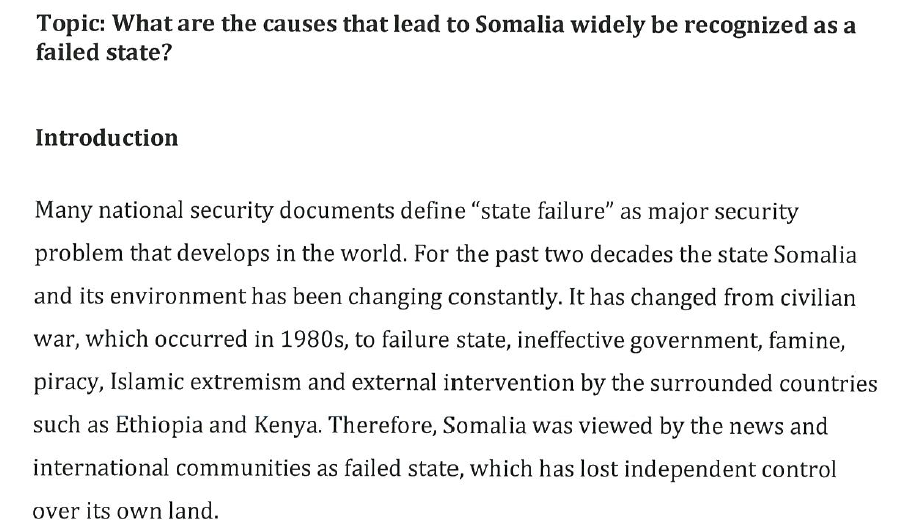 Topic: What are the causes that lead to Somalia widely be recognized as a
failed state?
Introduction
Many national security documents define “state failure” as major security
problem that develops in the world. For the past two decades the state Somalia
and its environment has been changing constantly. It has changed from civilian
war, which occurred in 1980s, to failure state, ineffective government, famine,
piracy, Islamic extremism and external intervention by the surrounded countries
such as Ethiopia and Kenya. Therefore, Somalia was viewed by the news and
international communities as failed state, which has lost independent control
over its own land.